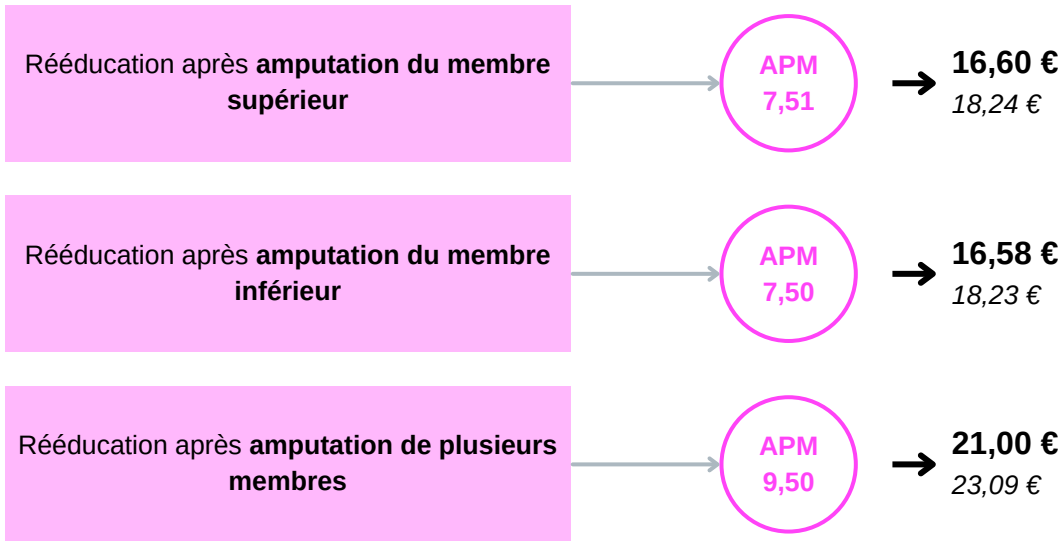 Rééducation après amputation du membre
supérieur
APM
7,51
16,60 €
18,24 €
Rééducation après amputation du membre
inférieur
APM
7,50
16,58 €
18,23 €
Rééducation après amputation de plusieurs
membres
APM
9,50
21,00 €
23,09 €